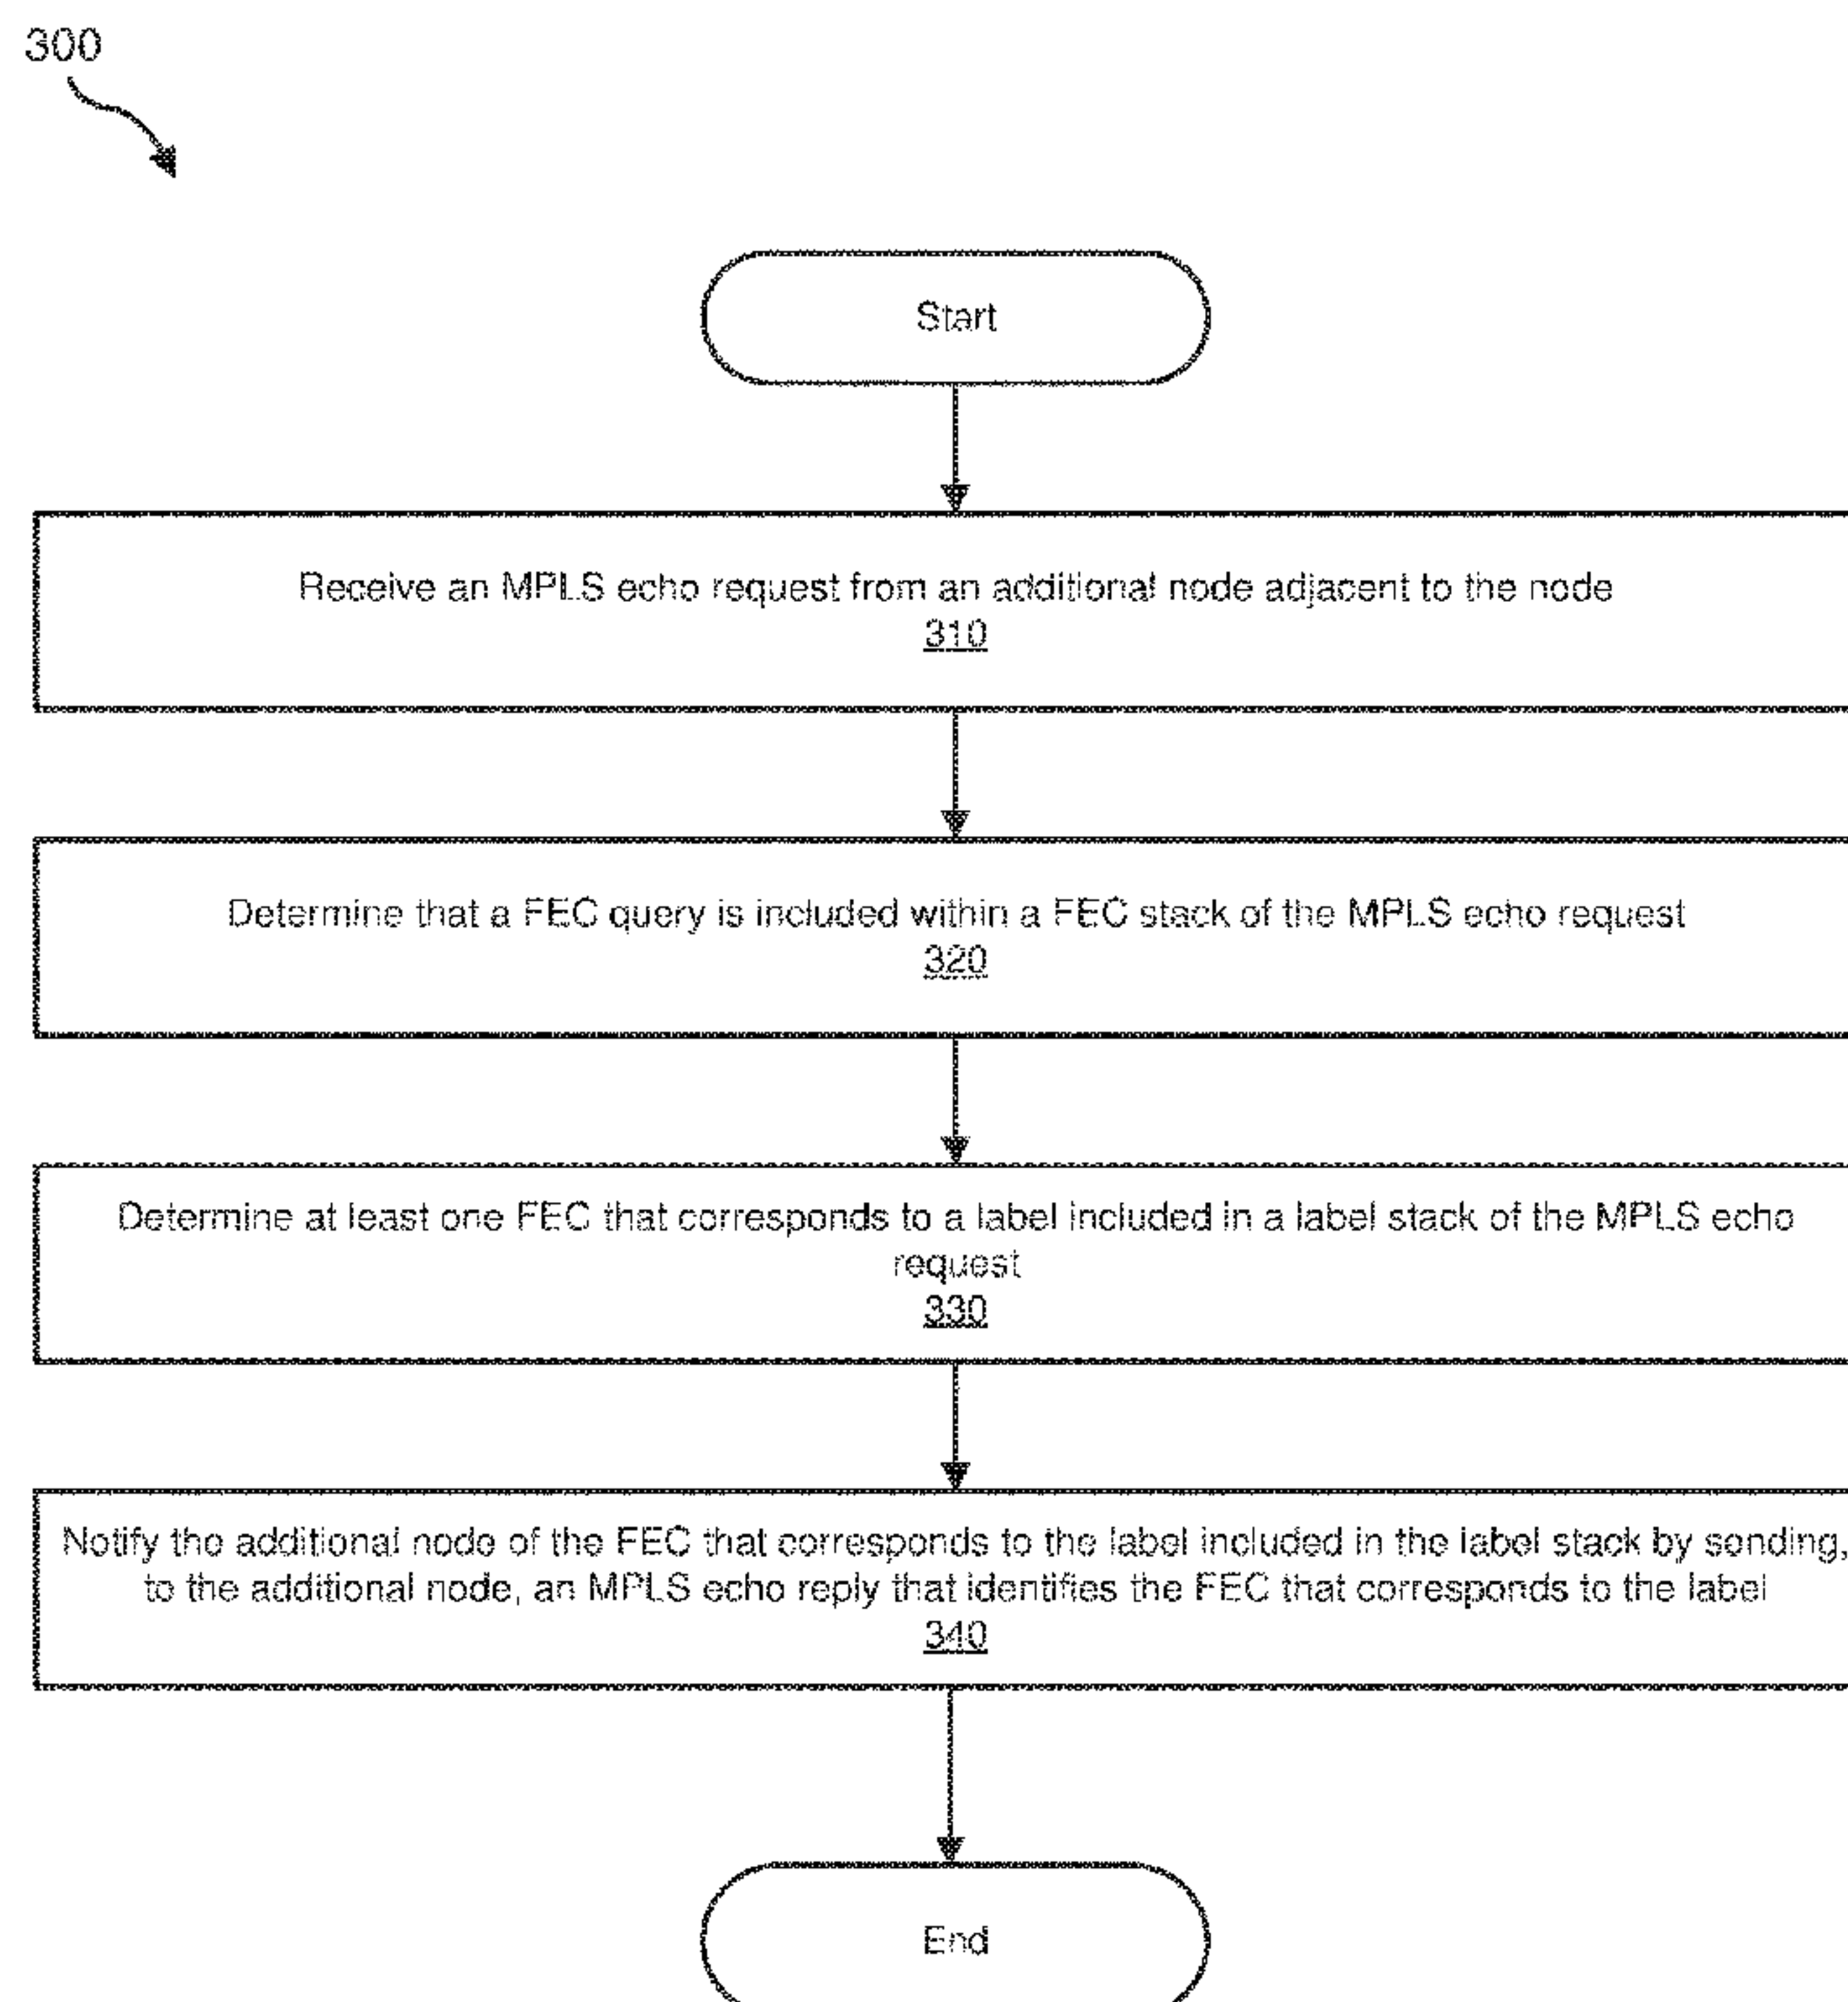 300
Start
Receive an MPLS echo request from an additional node adjacent to the node
310
Determine that a FEC query is included within a FEC stack of the MPLS echo request
320
Determine at least one FEC that corresponds to a label included in a label stack of the MPLS echo
request
330
Notify the additional node of the FEC that corresponds to the label included in the label stack by sending,
to the additional node, an MPLS echo reply that identifies the FEC that corresponds to the label
340
End